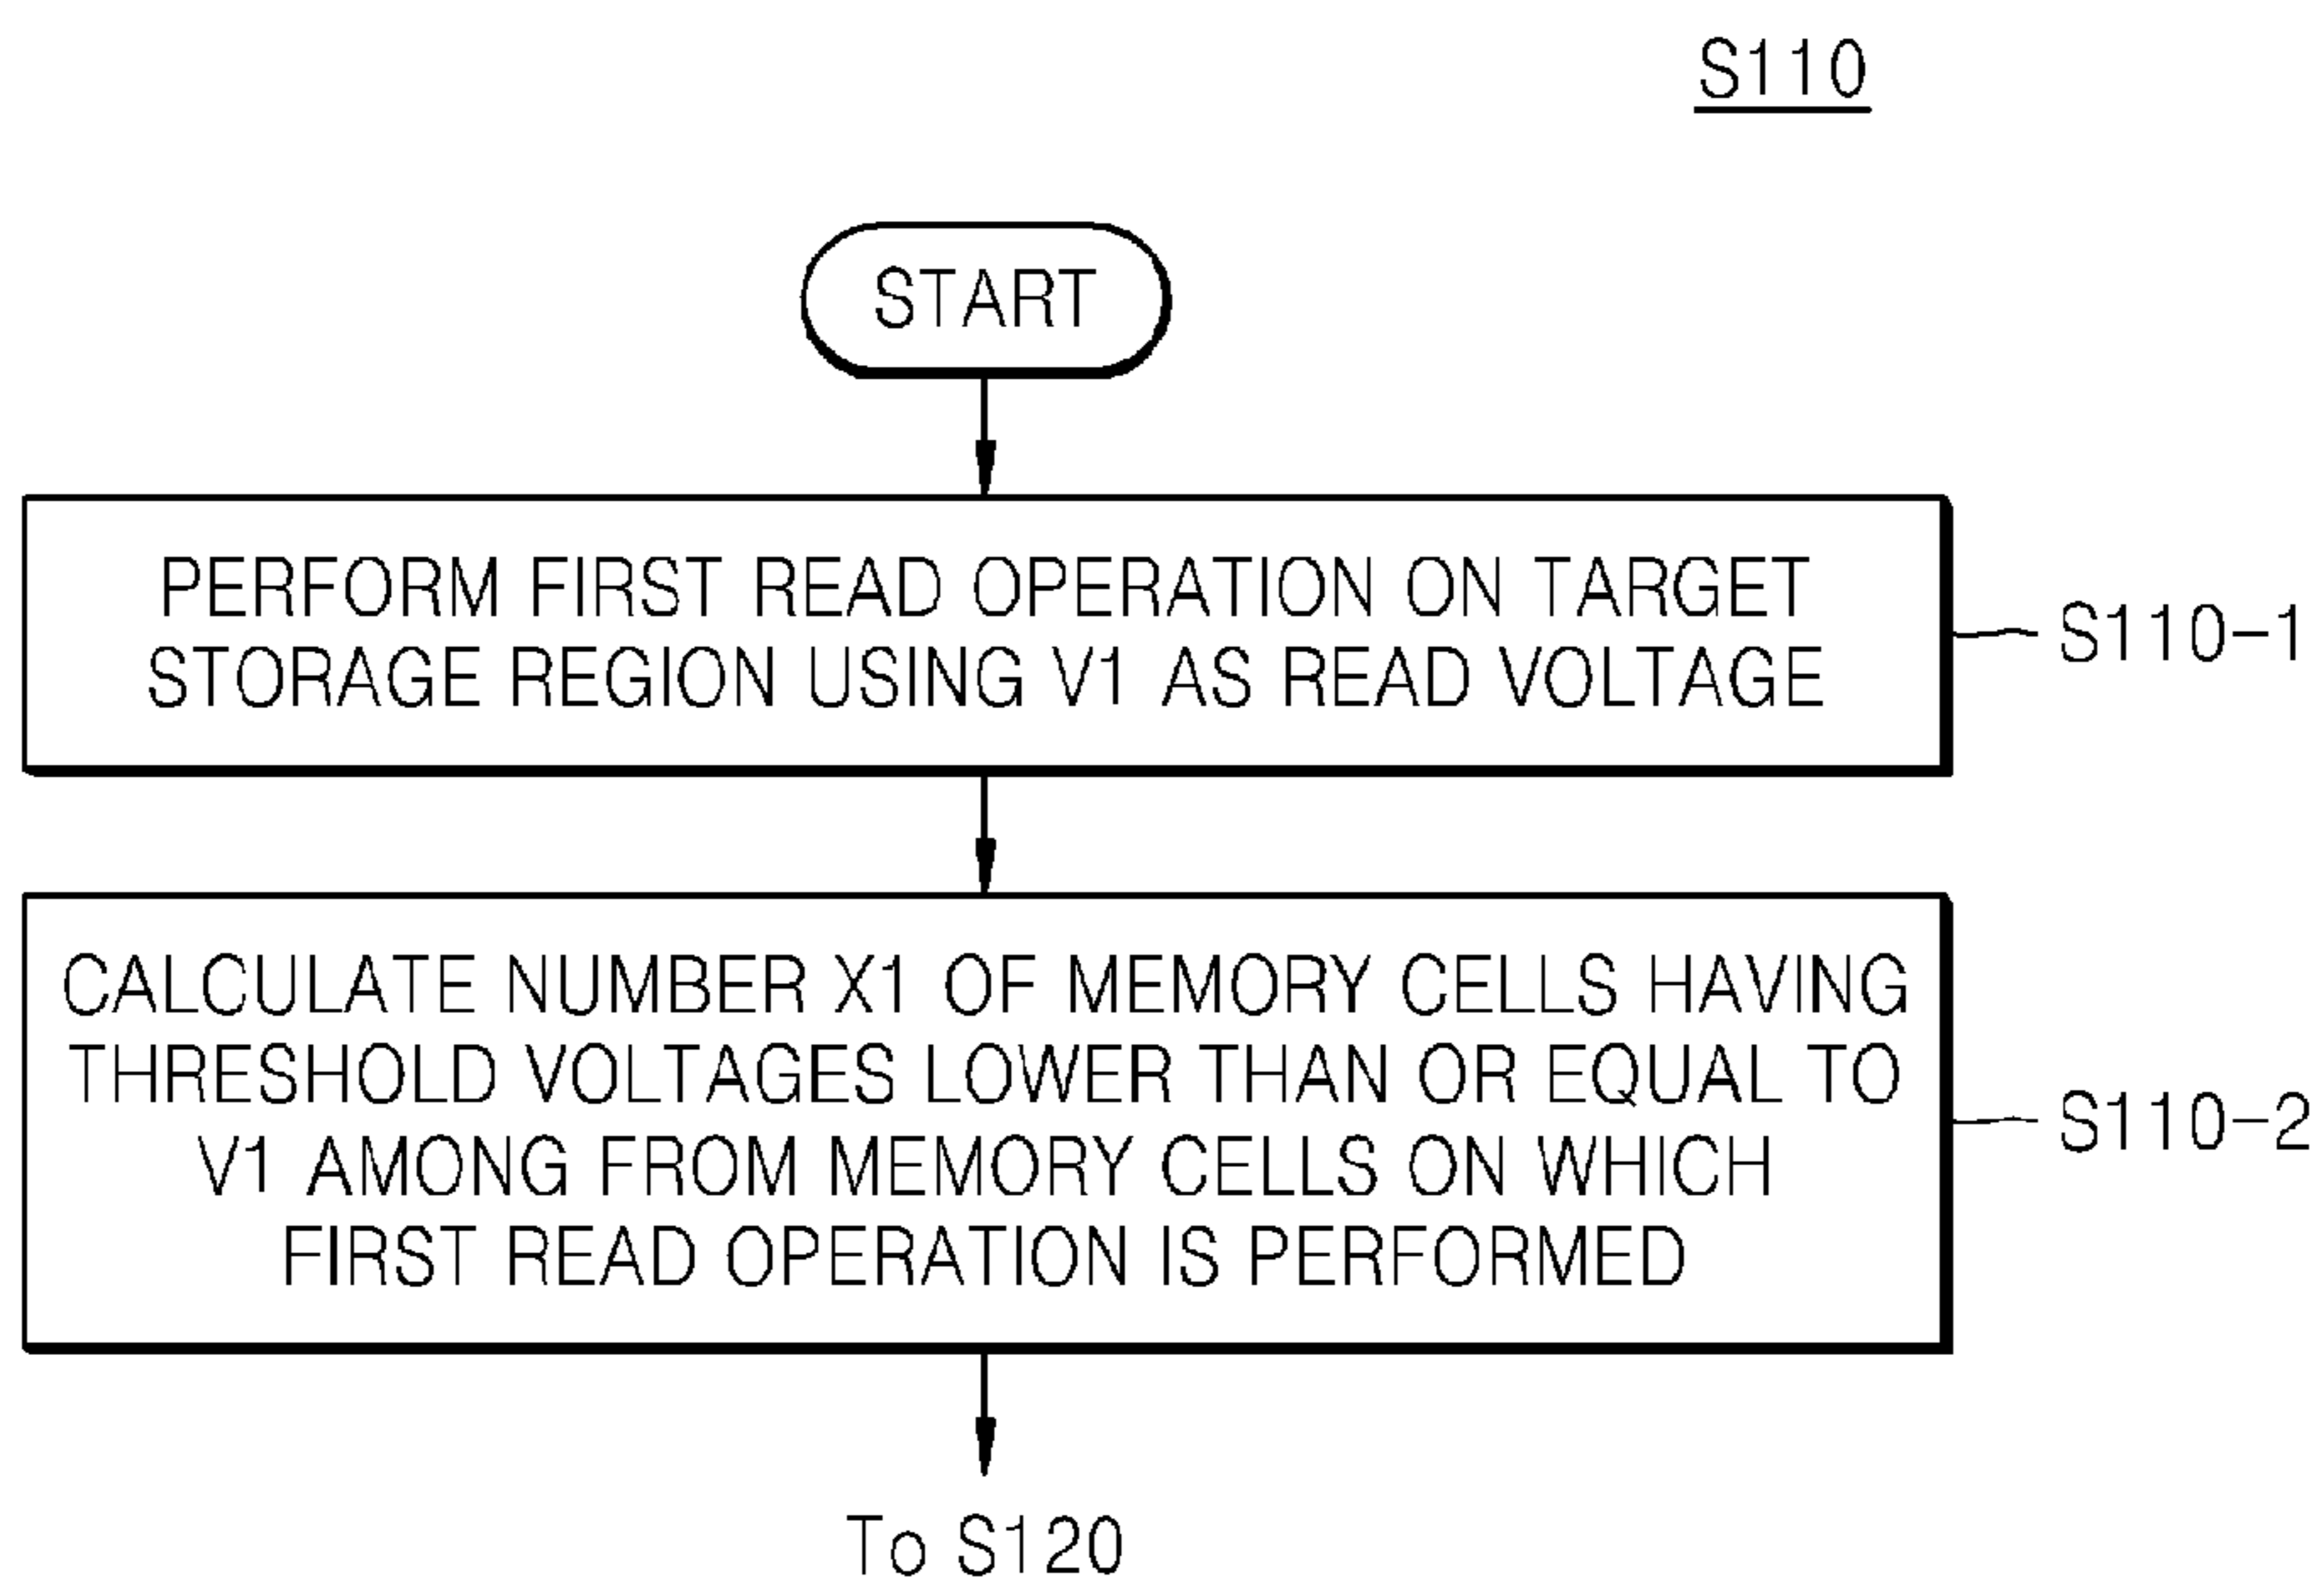 S110
START
PERFORM FIRST READ OPERATION ON TARGET
STORAGE REGION USING V1 AS READ VOLTAGE
S110-1
CALCULATE NUMBER X1 OF MEMORY CELLS HAVING
THRESHOLD VOLTAGES LOWER THAN OR EQUAL TO
V1 AMONG FROM MEMORY CELLS ON WHICH
FIRST READ OPERATION IS PERFORMED
S110-2
To S120